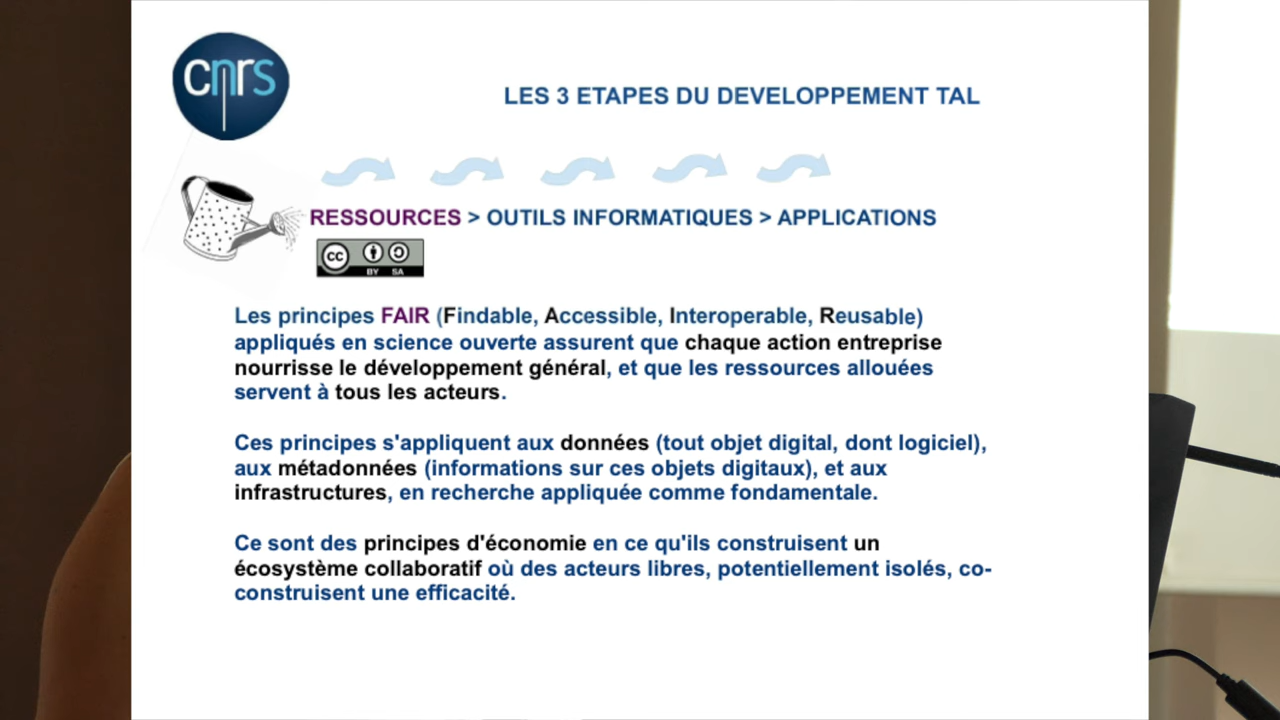 cnrs
LES 3 ETAPES DU DEVELOPPEMENT TAL
RESSOURCES > OUTILS INFORMATIQUES > APPLICATIONS
cc
BY SA
Les principes FAIR (Findable, Accessible, Interoperable, Reusable)
appliqués en science ouverte assurent que chaque action entreprise
nourrisse le développement général, et que les ressources allouées
servent à tous les acteurs.
Ces principes s'appliquent aux données (tout objet digital, dont logiciel),
aux métadonnées (informations sur ces objets digitaux), et aux
infrastructures, en recherche appliquée comme fondamentale.
Ce sont des principes d'économie en ce qu'ils construisent un
écosystème collaboratif où des acteurs libres, potentiellement isolés, co-
construisent une efficacité.